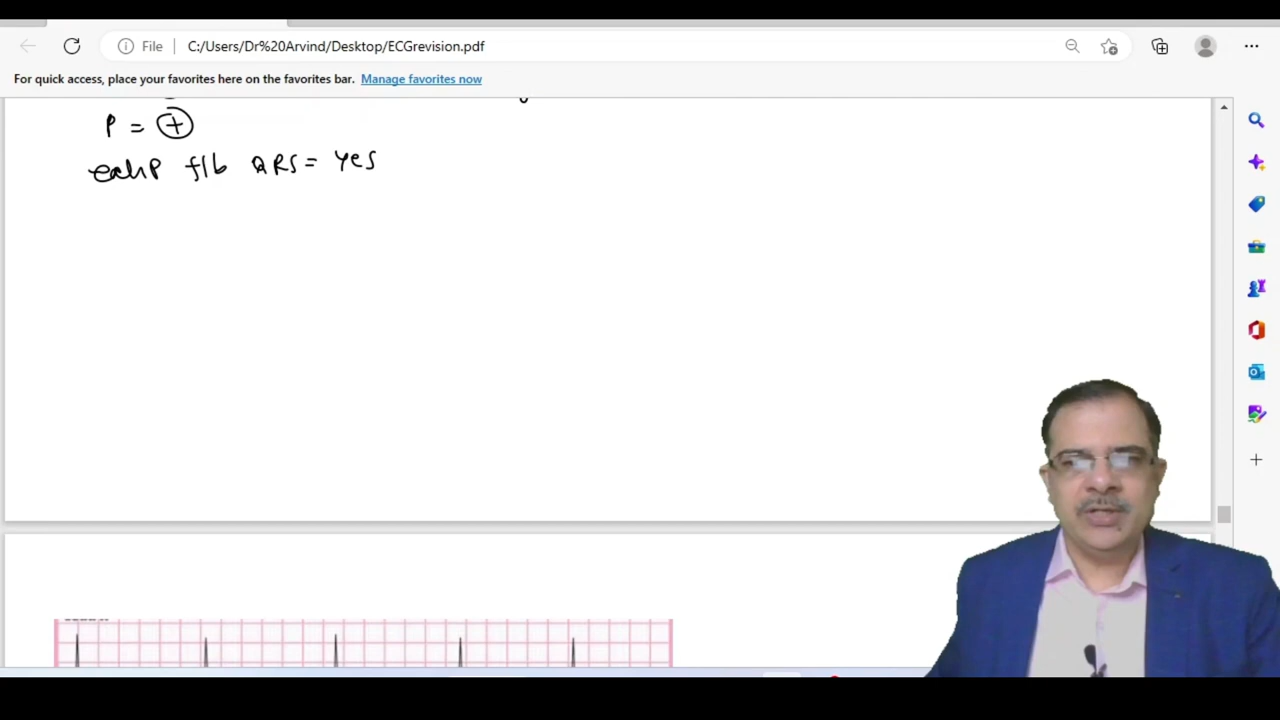 File C:/Users/Dr%20Arvind/Desktop/ECGrevision.pdf
For quick access, place your favorites here on the favorites bar. Manage favorites now
P = +
each P f/b QRS = yes